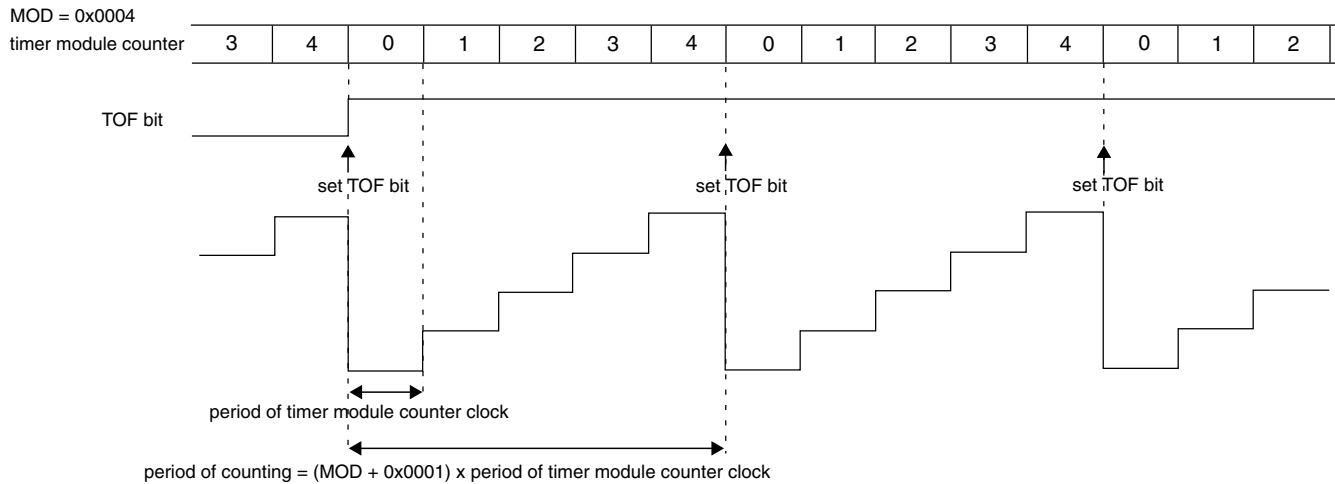 MOD = 0x0004
timer module counter 3 4 0 1 2 3 4 0 1 2 3 4 0 1 2
TOF bit
set TOF bit set TOF bit set TOF bit
period of timer module counter clock
period of counting = (MOD + 0x0001) x period of timer module counter clock